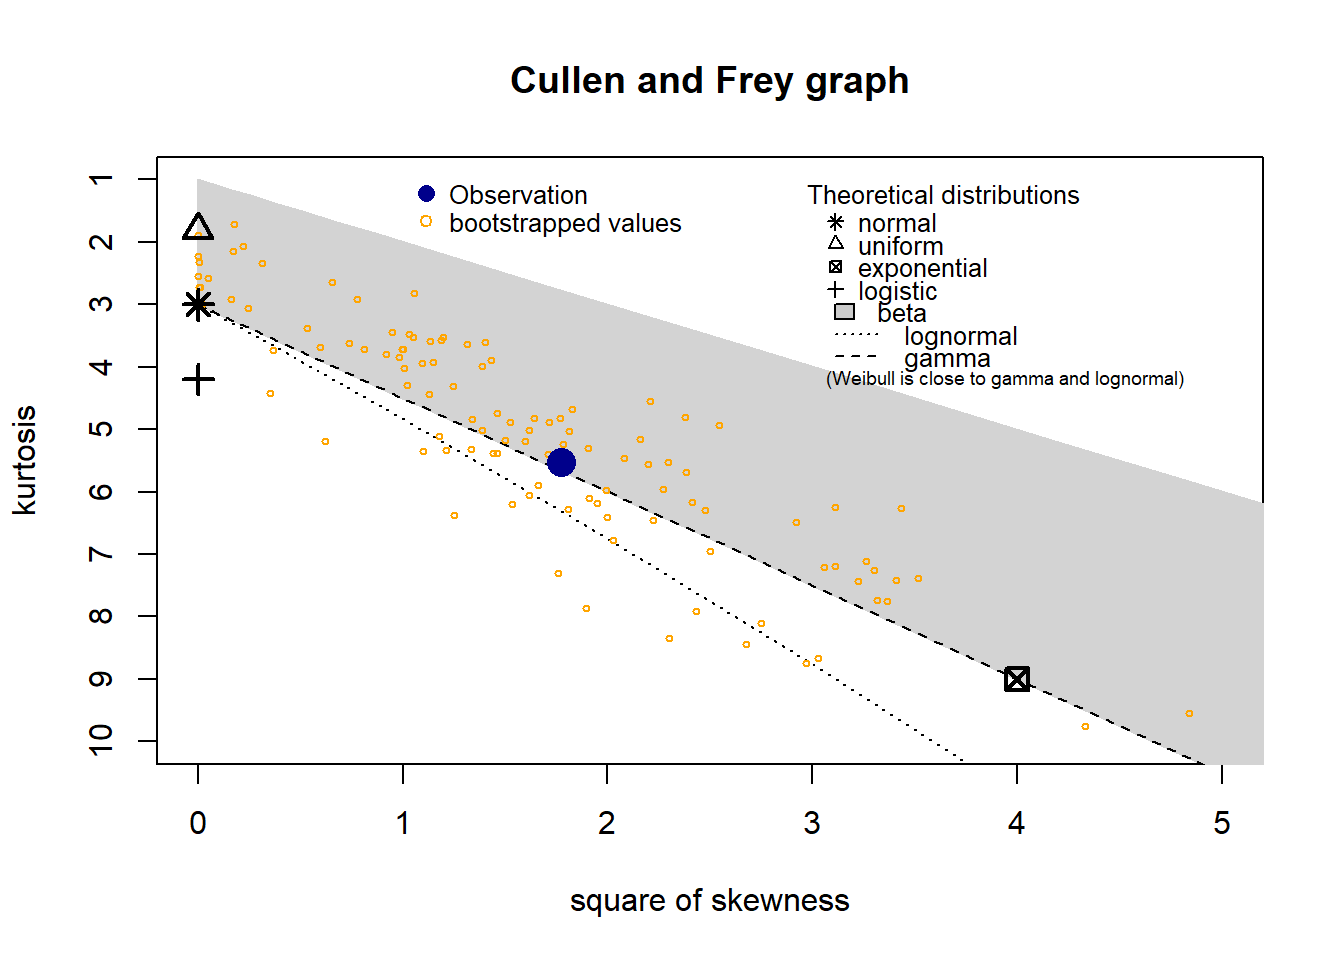 Cullen and Frey graph
Observation
bootstrapped values
Theoretical distributions
normal
uniform
exponential
logistic
beta
lognormal
gamma
(Weibull is close to gamma and lognormal)
kurtosis
1
2
3
4
5
6
7
8
9
10
0 1 2 3 4 5
square of skewness